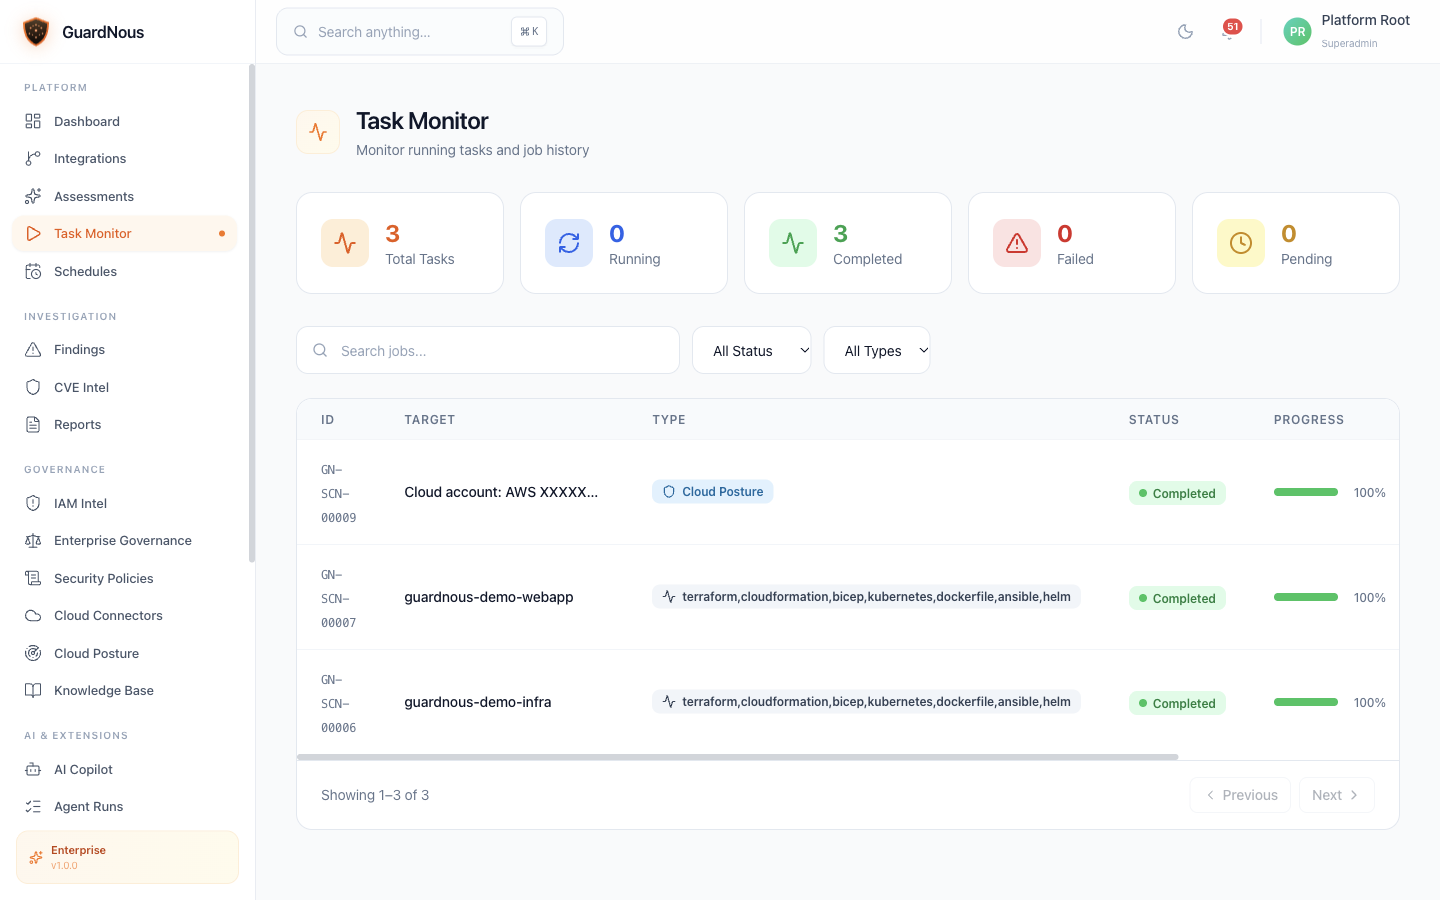 GuardNous
Search anything...
⌘ K
51
PR
Platform Root
Superadmin
PLATFORM
Dashboard
Integrations
Assessments
Task Monitor
Schedules
INVESTIGATION
Findings
CVE Intel
Reports
GOVERNANCE
IAM Intel
Enterprise Governance
Security Policies
Cloud Connectors
Cloud Posture
Knowledge Base
AI & EXTENSIONS
AI Copilot
Agent Runs
Enterprise
v1.0.0
Task Monitor
Monitor running tasks and job history
3
Total Tasks
0
Running
3
Completed
0
Failed
0
Pending
Search jobs...
All Status
All Types
ID TARGET TYPE STATUS PROGRESS
GN-
SCN-
00009
Cloud account: AWS XXXXX...
Cloud Posture
Completed
100%
GN-
SCN-
00007
guardnous-demo-webapp
terraform,cloudformation,bicep,kubernetes,dockerfile,ansible,helm
Completed
100%
GN-
SCN-
00006
guardnous-demo-infra
terraform,cloudformation,bicep,kubernetes,dockerfile,ansible,helm
Completed
100%
Showing 1–3 of 3
Previous
Next